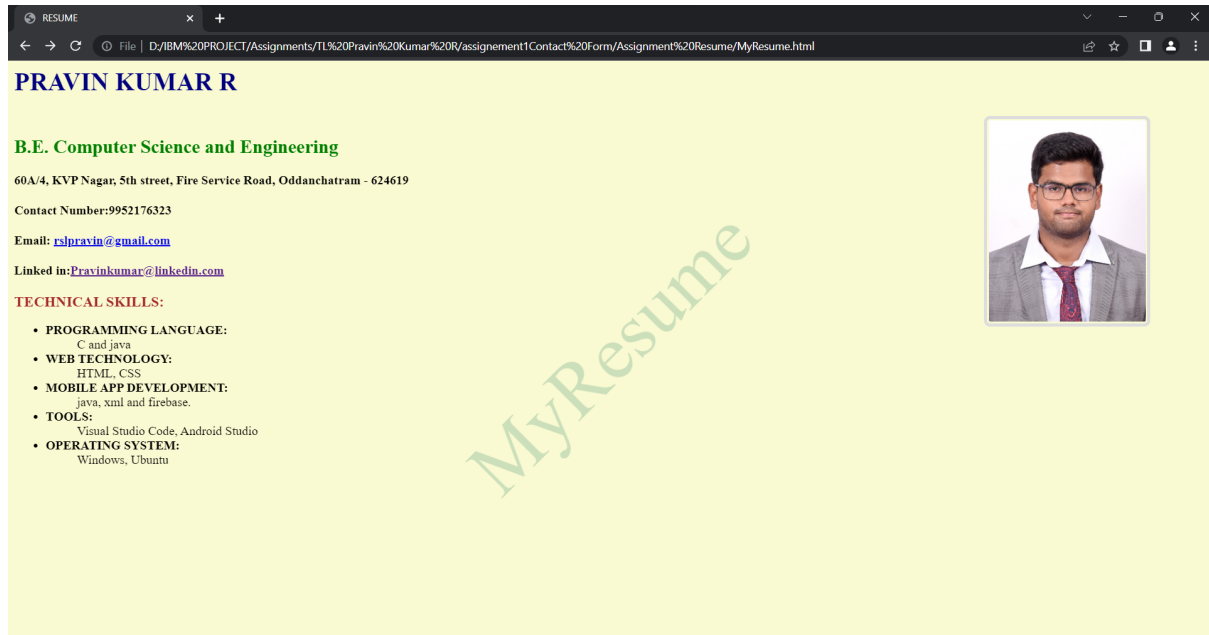 RESUME
File | D:/IBM%20PROJECT/Assignments/TL%20Pravin%20Kumar%20R/assignement1Contact%20Form/Assignment%20Resume/MyResume.html
PRAVIN KUMAR R
B.E. Computer Science and Engineering
60A/4, KVP Nagar, 5th street, Fire Service Road, Oddanchatram - 624619
Contact Number:9952176323
Email: rslpravin@gmail.com
Linked in:Pravinkumar@linkedin.com
TECHNICAL SKILLS:
• PROGRAMMING LANGUAGE:
C and java
• WEB TECHNOLOGY:
HTML, CSS
• MOBILE APP DEVELOPMENT:
java, xml and firebase.
• TOOLS:
Visual Studio Code, Android Studio
• OPERATING SYSTEM:
Windows, Ubuntu
MyResume